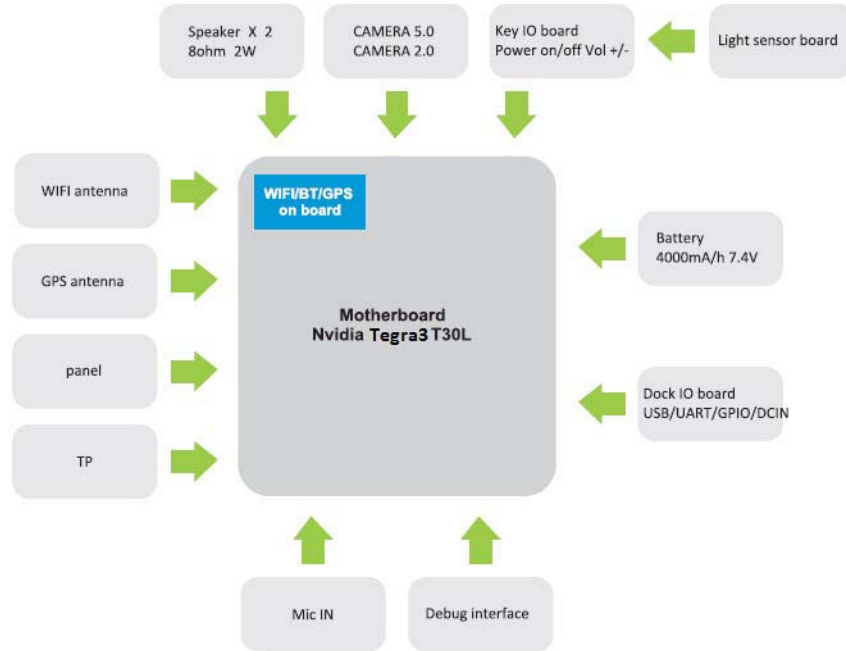 Speaker X 2
8ohm 2W
CAMERA 5.0
CAMERA 2.0
Key IO board
Power on/off Vol +/-
Light sensor board
WIFI antenna
WIFI/BT/GPS
on board
GPS antenna
Battery
4000mA/h 7.4V
Motherboard
Nvidia Tegra3 T30L
panel
Dock IO board
USB/UART/GPIO/DCIN
TP
Mic IN
Debug interface